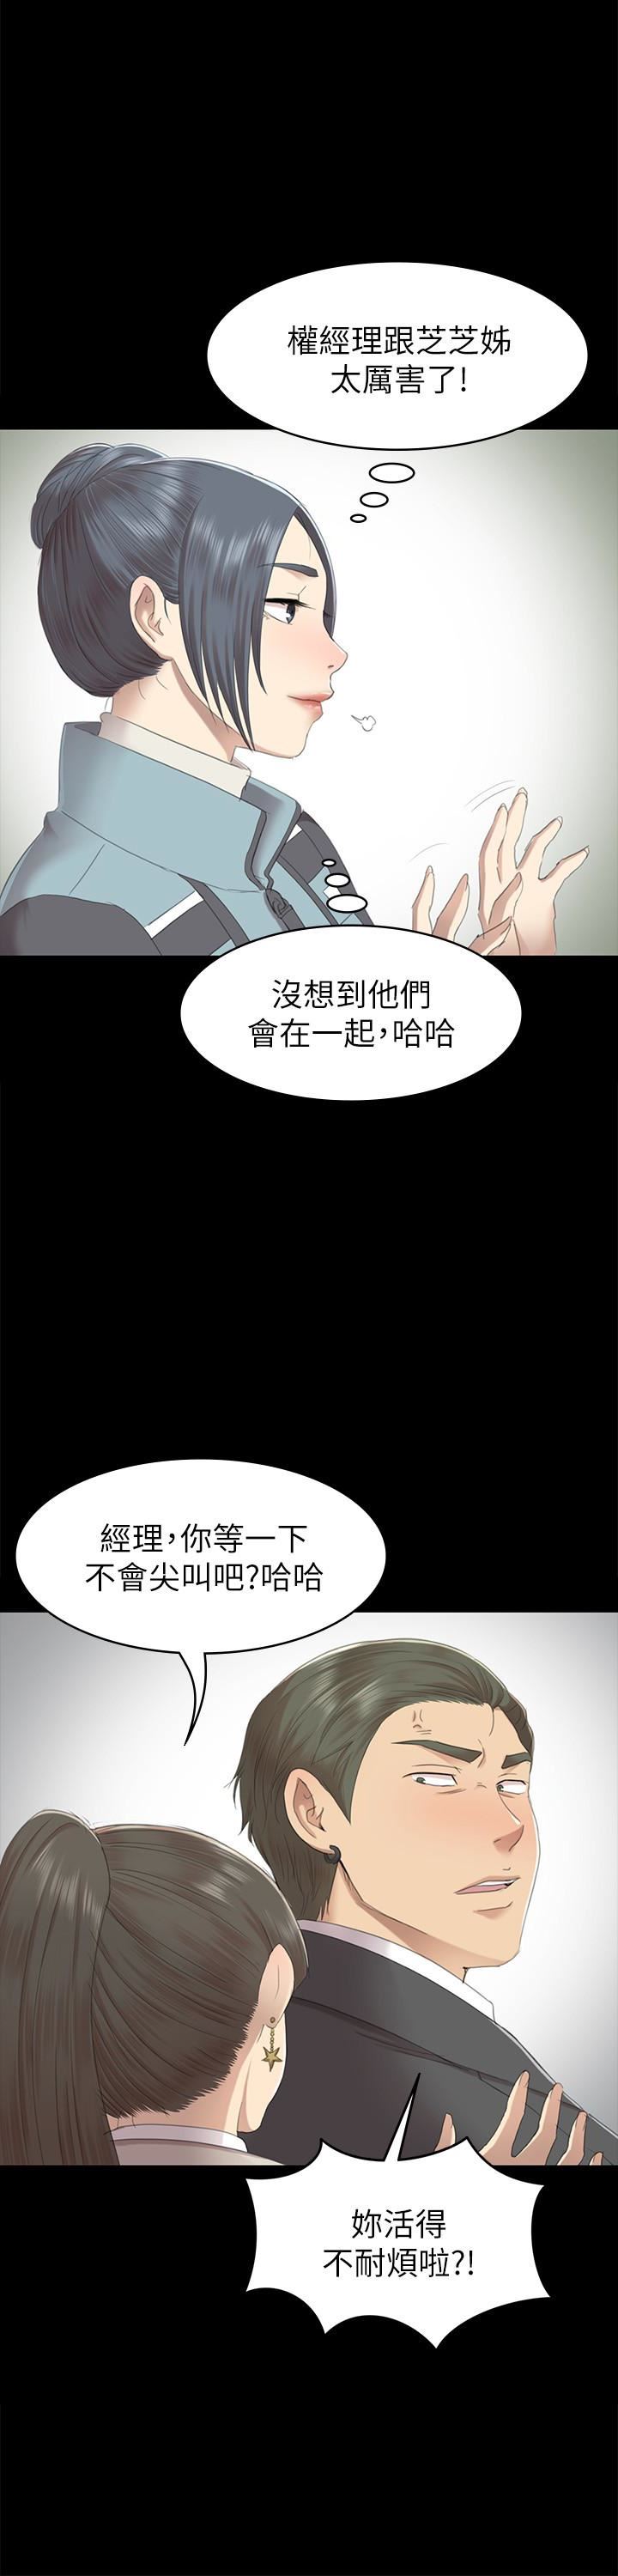 權經理跟芝芝姊
太厲害了!
沒想到他們
會在一起,哈哈
經理,你等一下
不會尖叫吧?哈哈
妳活得
不耐煩啦?!